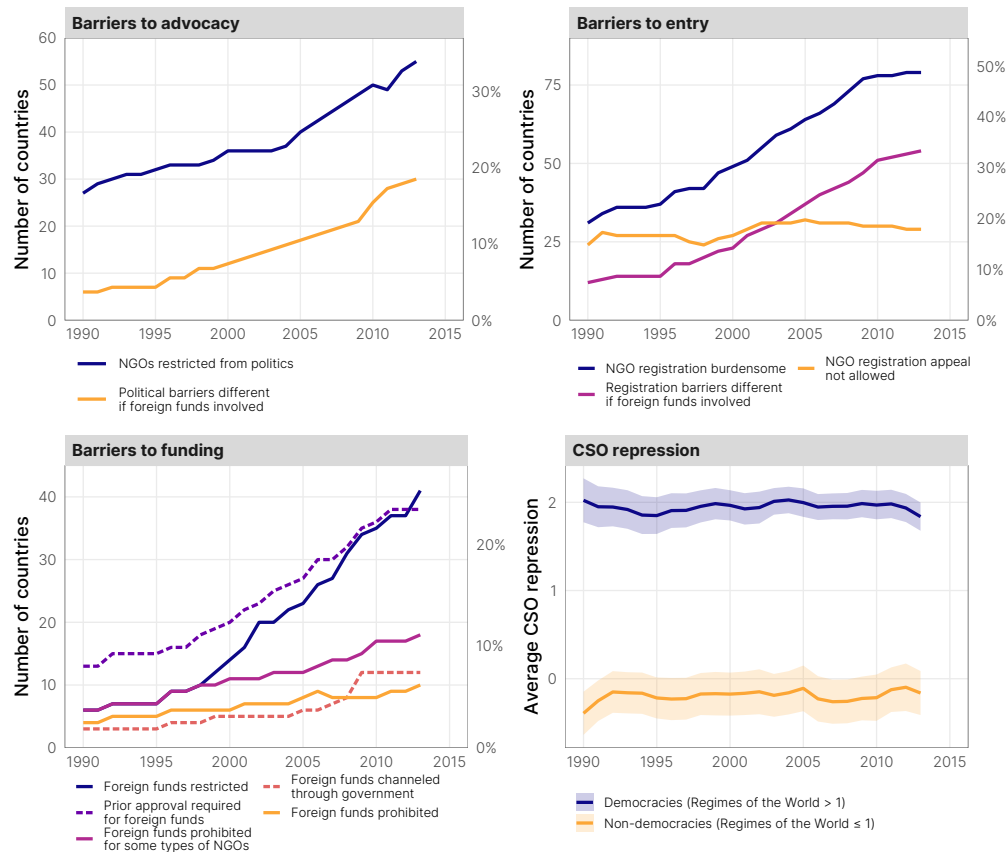 Barriers to advocacy
Number of countries
60
50
40
30
20
10
0
30%
20%
10%
0%
1990 1995 2000 2005 2010 2015
NGOs restricted from politics
Political barriers different
if foreign funds involved
Barriers to entry
Number of countries
75
50
25
0
50%
40%
30%
20%
10%
0%
1990 1995 2000 2005 2010 2015
NGO registration burdensome
Registration barriers different
if foreign funds involved
NGO registration appeal
not allowed
Barriers to funding
Number of countries
40
30
20
10
0
20%
10%
0%
1990 1995 2000 2005 2010 2015
Foreign funds restricted
Prior approval required
for foreign funds
Foreign funds prohibited
for some types of NGOs
Foreign funds channeled
through government
Foreign funds prohibited
CSO repression
Average CSO repression
2
1
0
1990 1995 2000 2005 2010 2015
Democracies (Regimes of the World > 1)
Non-democracies (Regimes of the World ≤ 1)